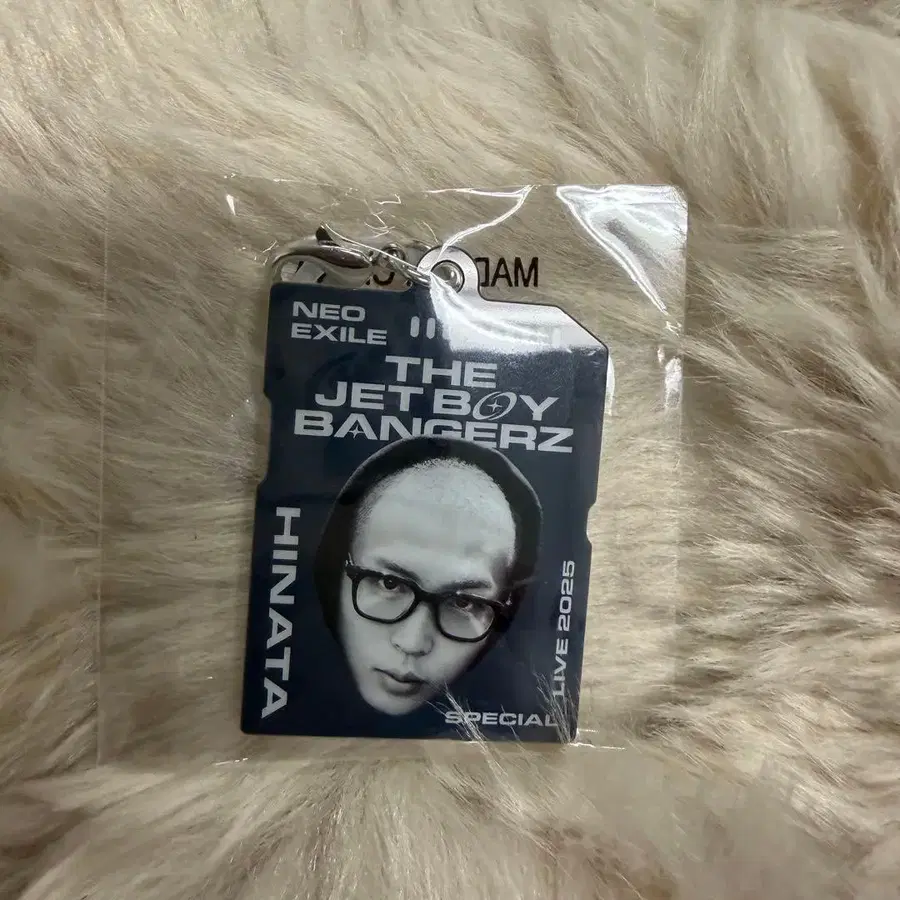 NEO
EXILE
THE
JET BOY
BANGERZ
HINATA
LIVE 2025
SPECIAL